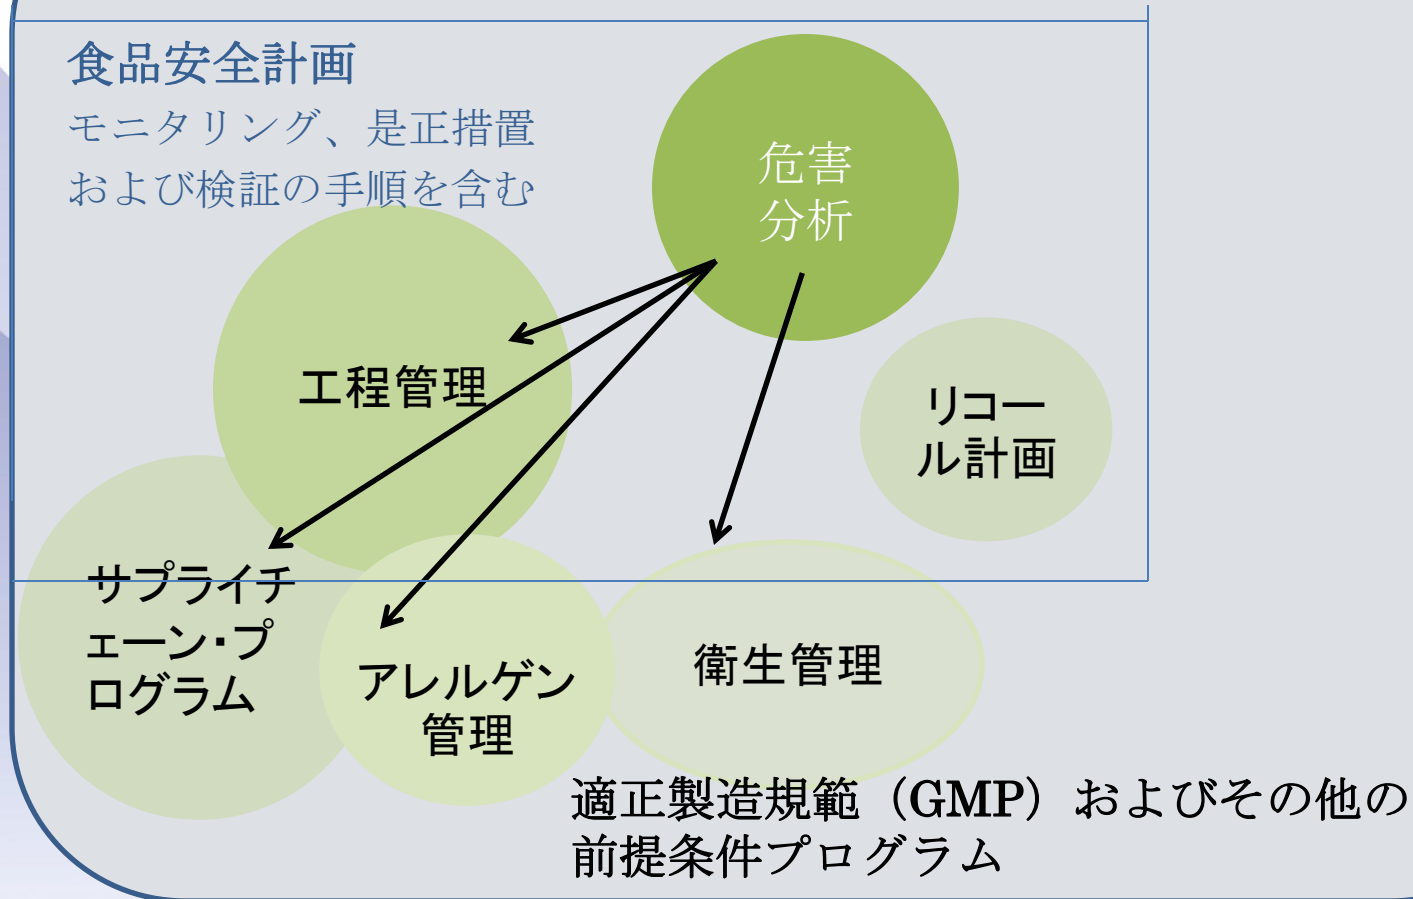 食品安全計画
モニタリング、是正措置
および検証の手順を含む
危害
分析
工程管理
リコー
ル計画
サプライチ
ェーン・プ
ログラム
アレルゲン
管理
衛生管理
適正製造規範（GMP）およびその他の
前提条件プログラム